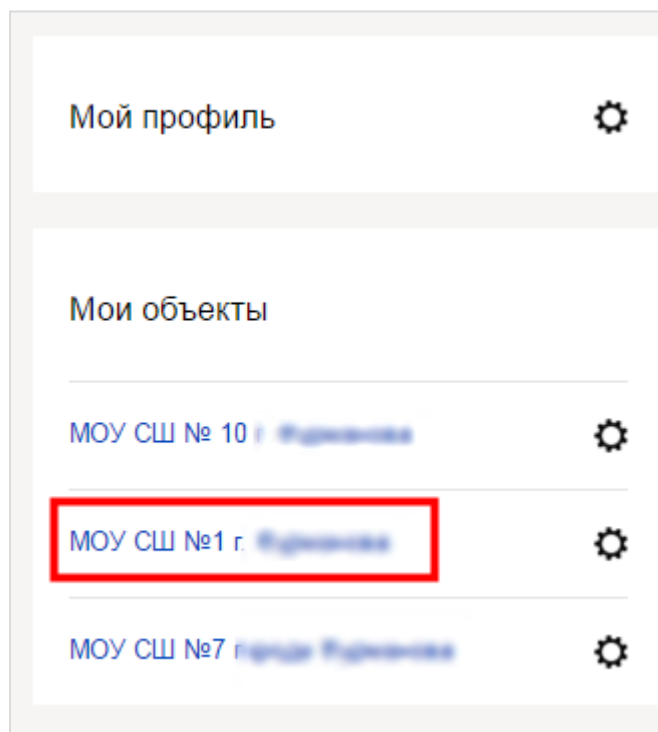 Мой профиль
Мои объекты
МОУ СШ № 10 г
МОУ СШ №1 г.
МОУ СШ №7